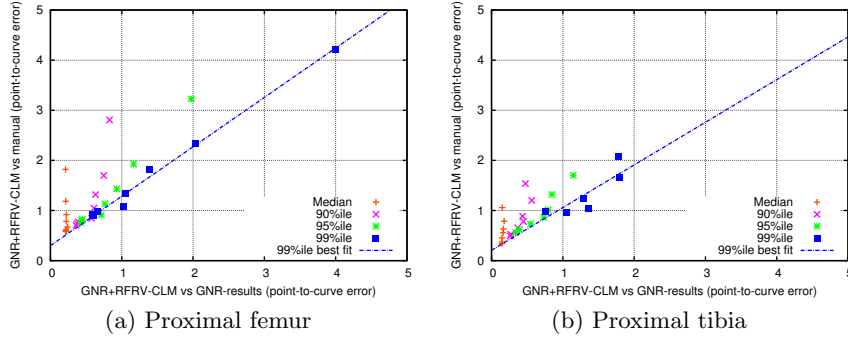 GNR+RFRV-CLM vs manual (point-to-curve error)
5
4
3
2
1
0
0 1 2 3 4 5
Median
90%ile
95%ile
99%ile
99%ile best fit
GNR+RFRV-CLM vs GNR-results (point-to-curve error)
(a) Proximal femur
GNR+RFRV-CLM vs manual (point-to-curve error)
5
4
3
2
1
0
0 1 2 3 4 5
Median
90%ile
95%ile
99%ile
99%ile best fit
GNR+RFRV-CLM vs GNR-results (point-to-curve error)
(b) Proximal tibia